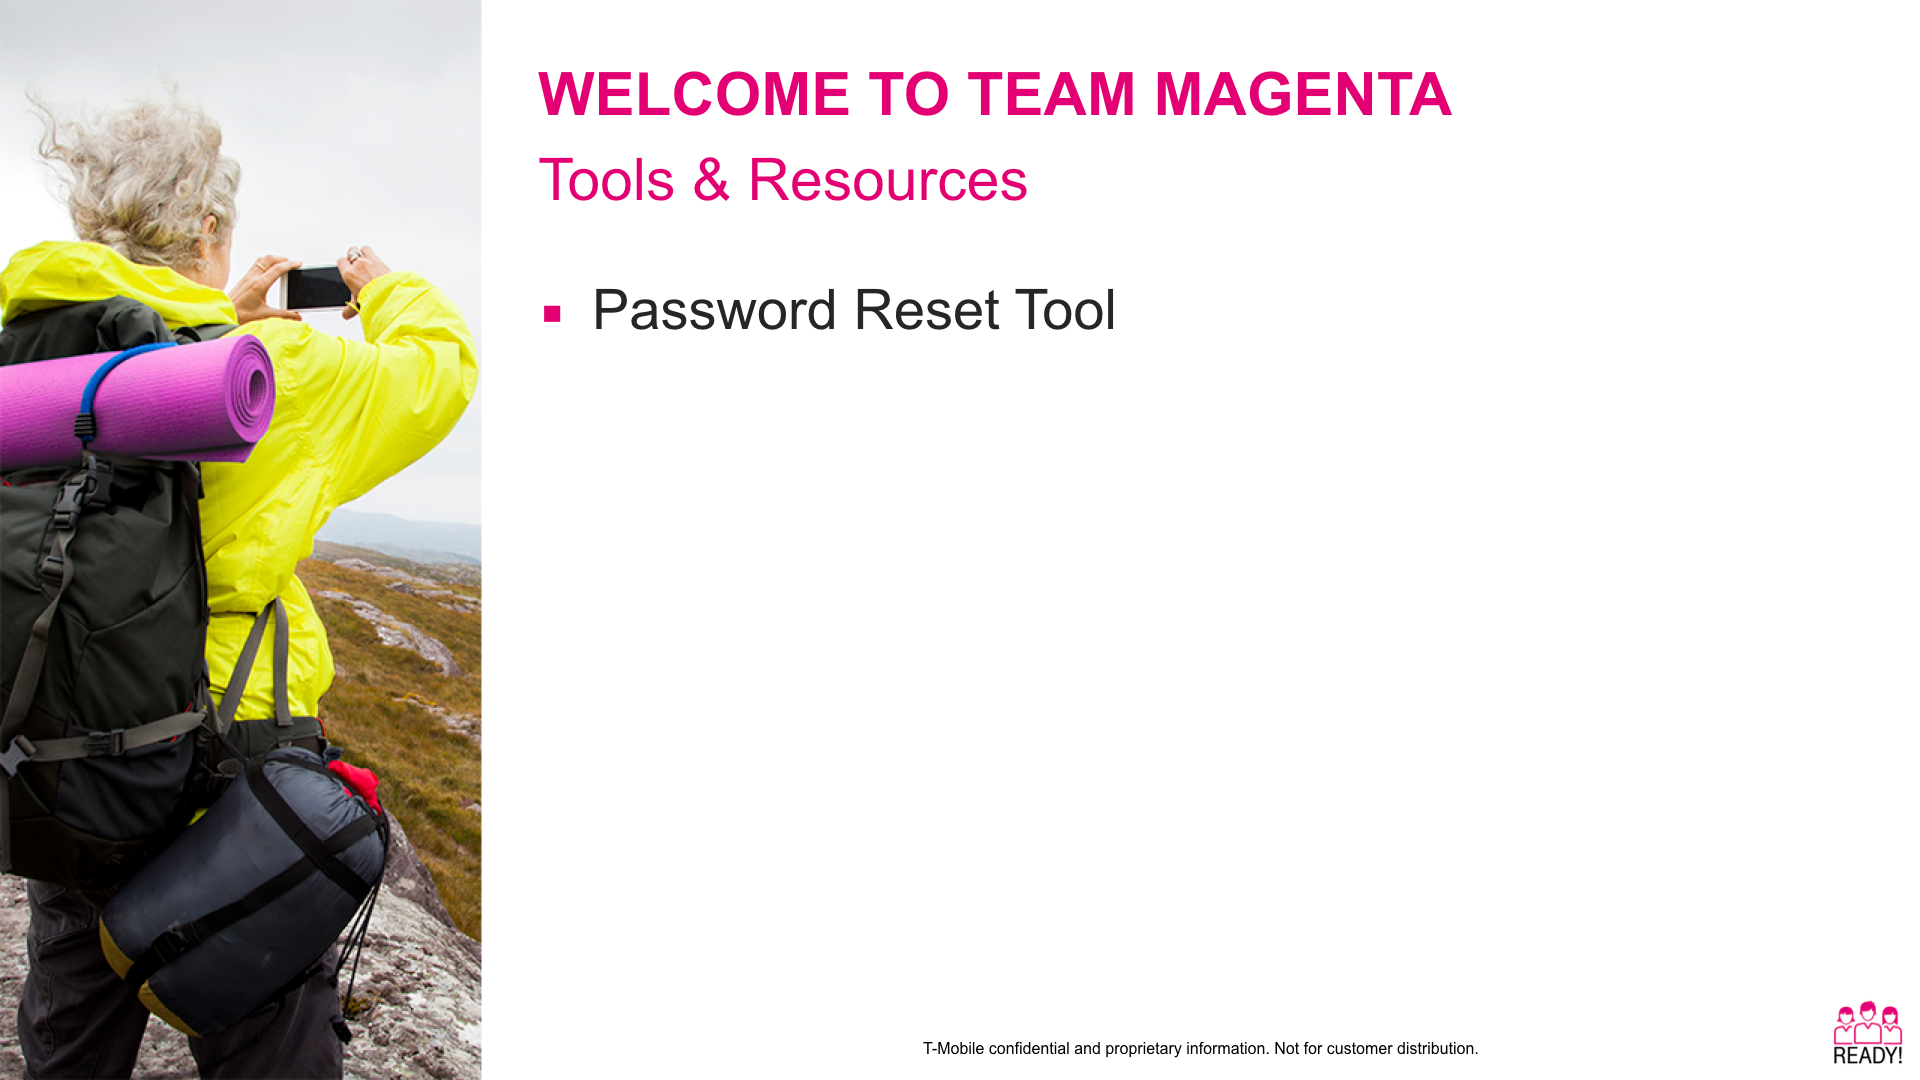 WELCOME TO TEAM MAGENTA
Tools & Resources
▪ Password Reset Tool
T-Mobile confidential and proprietary information. Not for customer distribution.
READY!